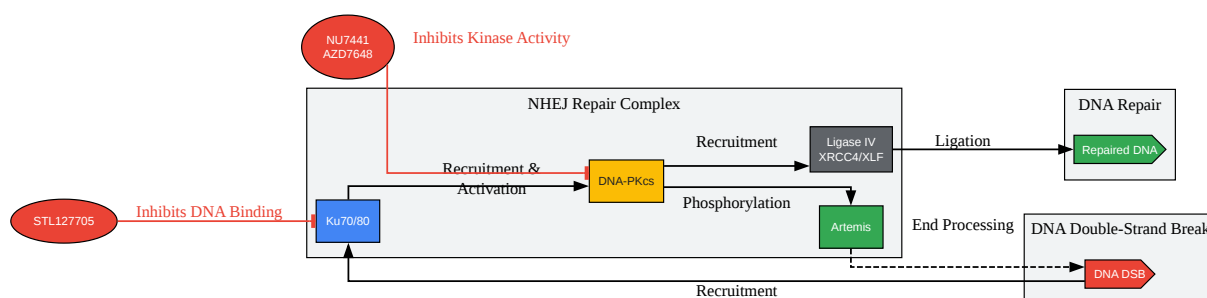 NU7441
AZD7648
Inhibits Kinase Activity
NHEJ Repair Complex
DNA Repair
Recruitment
Ligase IV
XRCC4/XLF
Ligation
Repaired DNA
Recruitment &
Activation
DNA-PKcs
Phosphorylation
STL127705
Inhibits DNA Binding
Ku70/80
Artemis
End Processing
DNA Double-Strand Break
DNA DSB
Recruitment